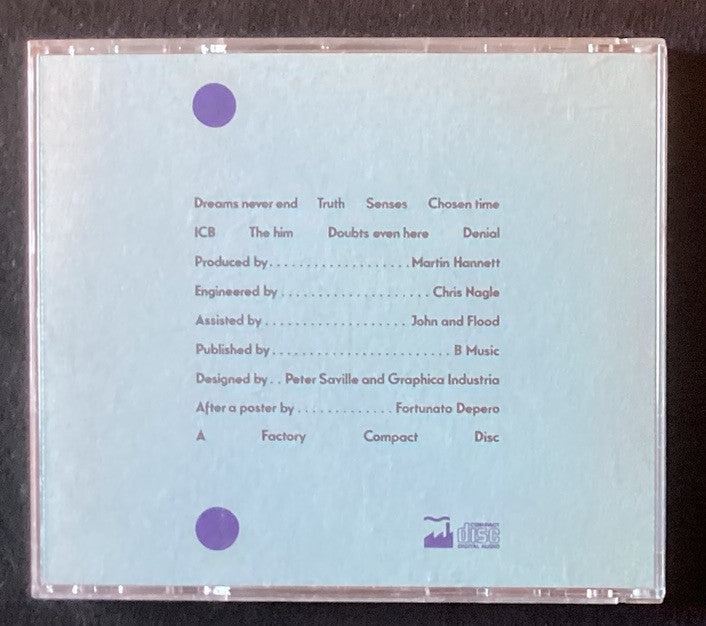 Dreams never end Truth Senses Chosen time
ICB The him Doubts even here Denial
Produced by. . . . . . . . . . . . . . . . . . . Martin Hannett
Engineered by . . . . . . . . . . . . . . . . . . . . Chris Nagle
Assisted by . . . . . . . . . . . . . . . . . . . John and Flood
Published by. . . . . . . . . . . . . . . . . . . . . . . . B Music
Designed by . . Peter Saville and Graphica Industria
After a poster by . . . . . . . . . . . . . Fortunato Depero
A Factory Compact Disc
COMPACT
disc
DIGITAL AUDIO